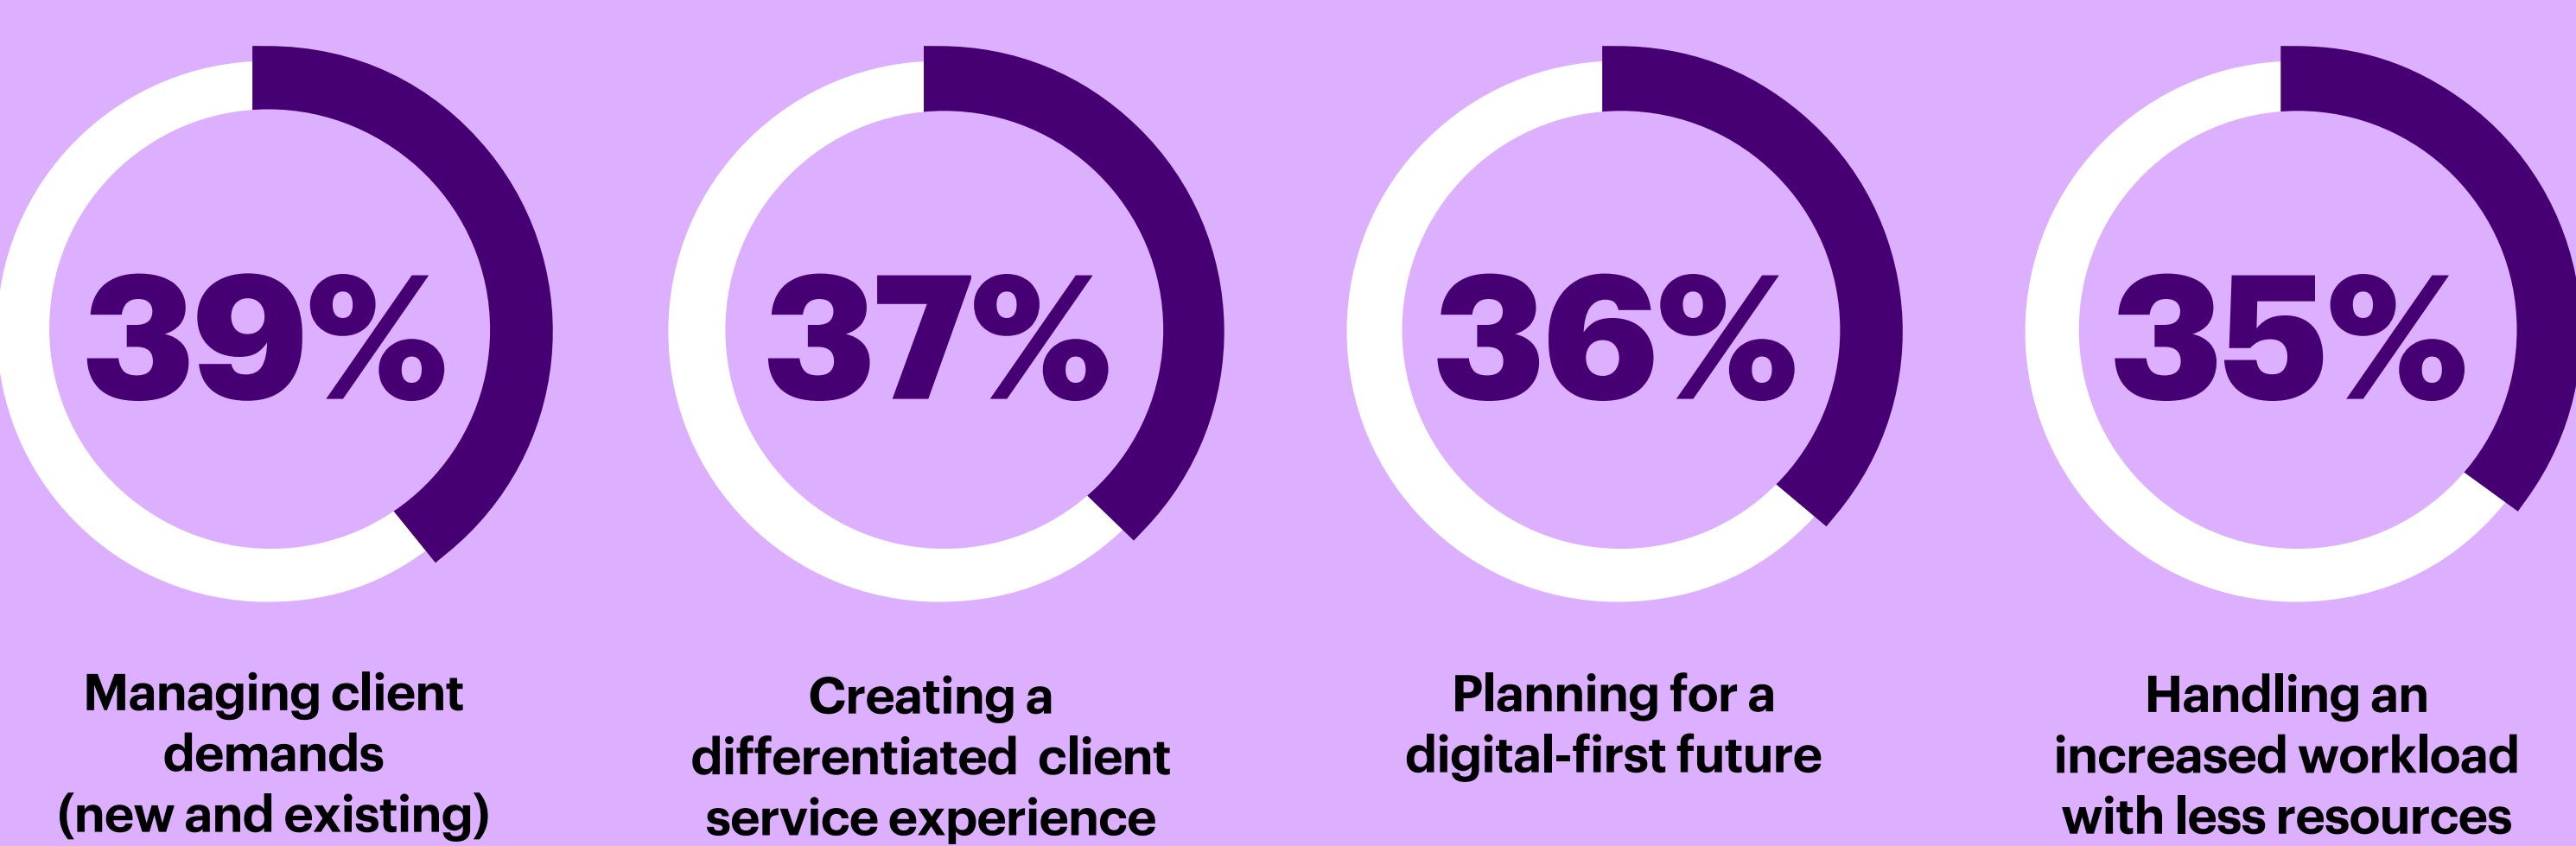 39%
37%
36%
35%
Managing client
demands
(new and existing)
Creating a
differentiated  client
service experience
Planning for a
digital-first future
Handling an
increased workload
with less resources